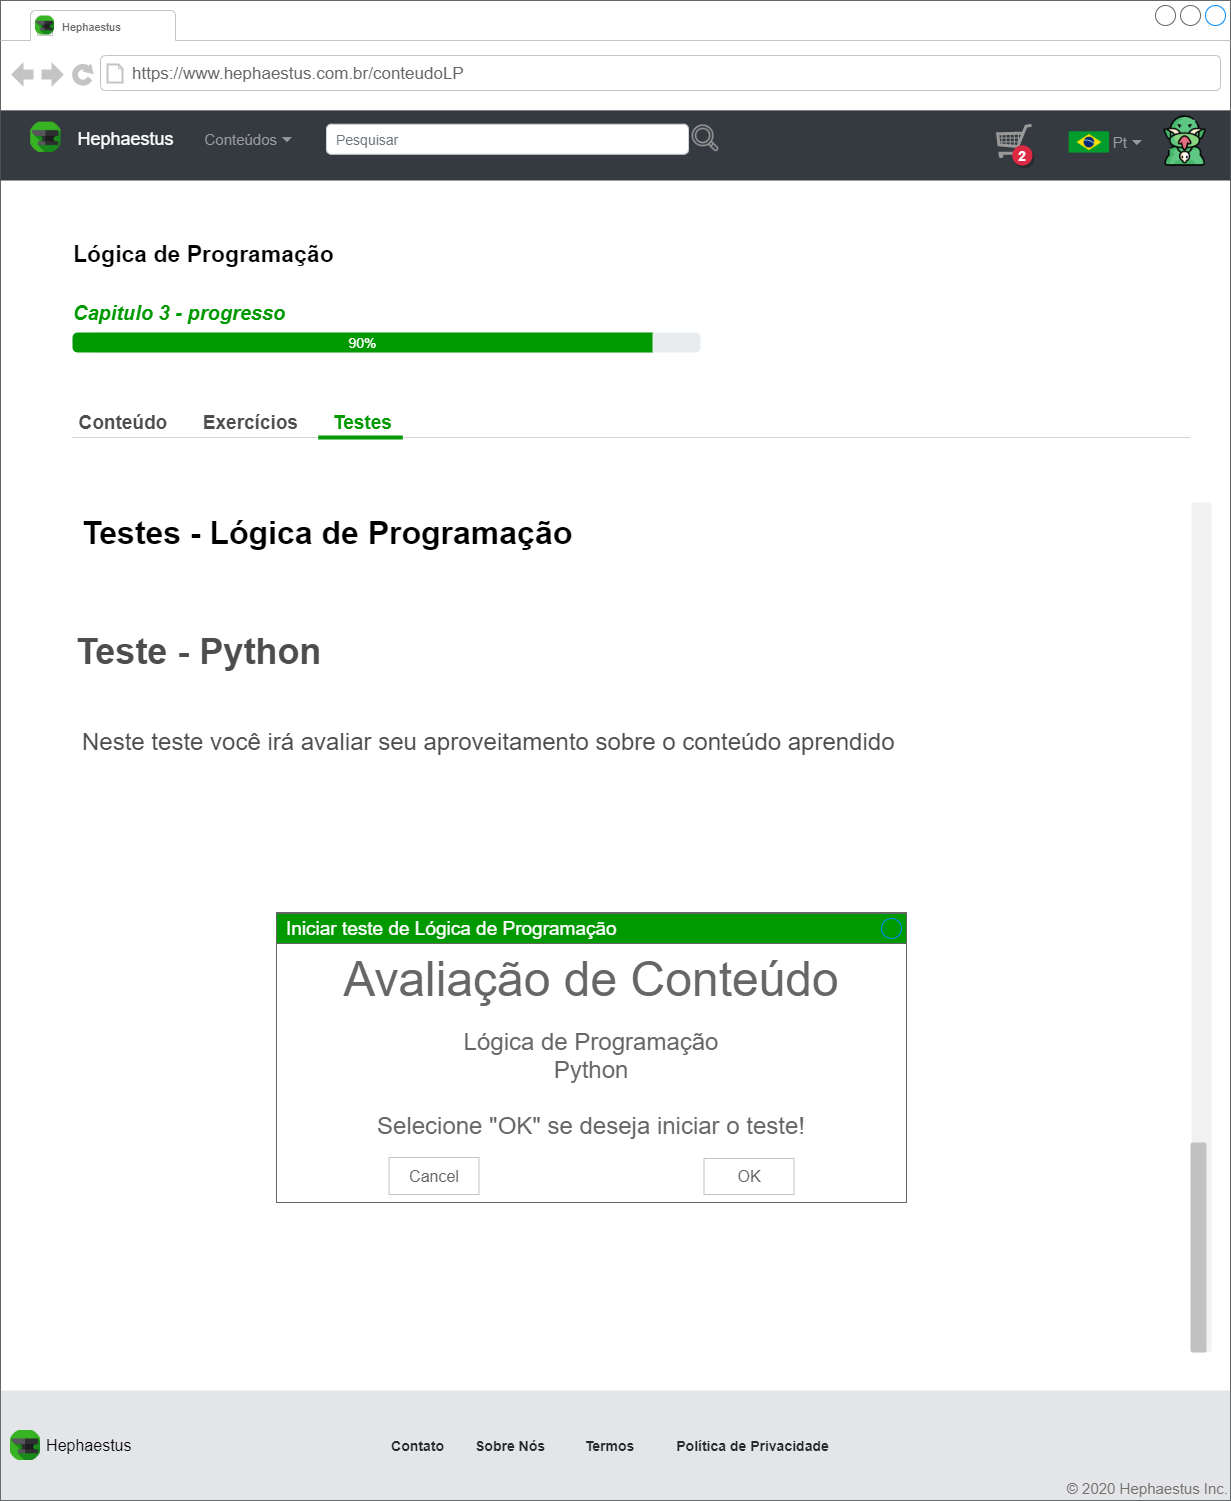 Hephaestus
https://www.hephaestus.com.br/conteudoLP
Hephaestus Conteúdos Pesquisar 2 Pt
Lógica de Programação
Capitulo 3 - progresso
90%
Conteúdo Exercícios Testes
Testes - Lógica de Programação
Teste - Python
Neste teste você irá avaliar seu aproveitamento sobre o conteúdo aprendido
Iniciar teste de Lógica de Programação
Avaliação de Conteúdo
Lógica de Programação
Python
Selecione "OK" se deseja iniciar o teste!
Cancel OK
Hephaestus Contato Sobre Nós Termos Política de Privacidade
© 2020 Hephaestus Inc.